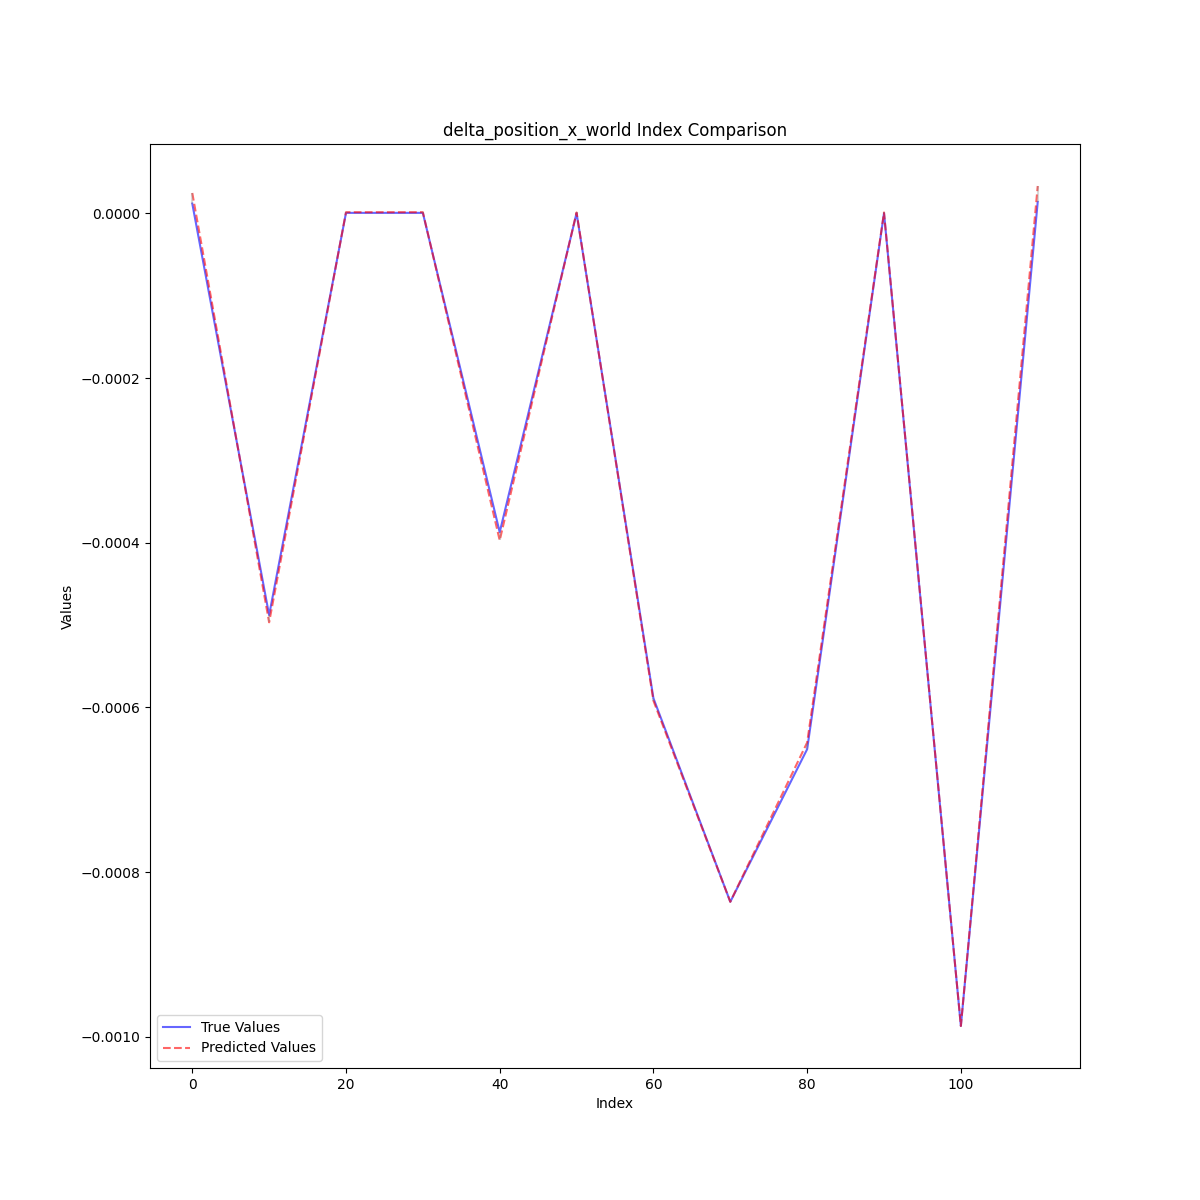 delta_position_x_world Index Comparison
0.0000
−0.0002
−0.0004
−0.0006
−0.0008
−0.0010
Values
True Values
Predicted Values
0 20 40 60 80 100
Index